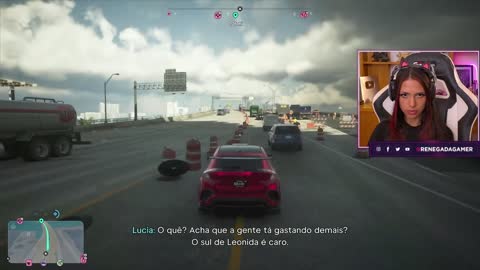 @RENEGADAGAMER
Lucia: O quê? Acha que a gente tá gastando demais?
O sul de Leonida é caro.